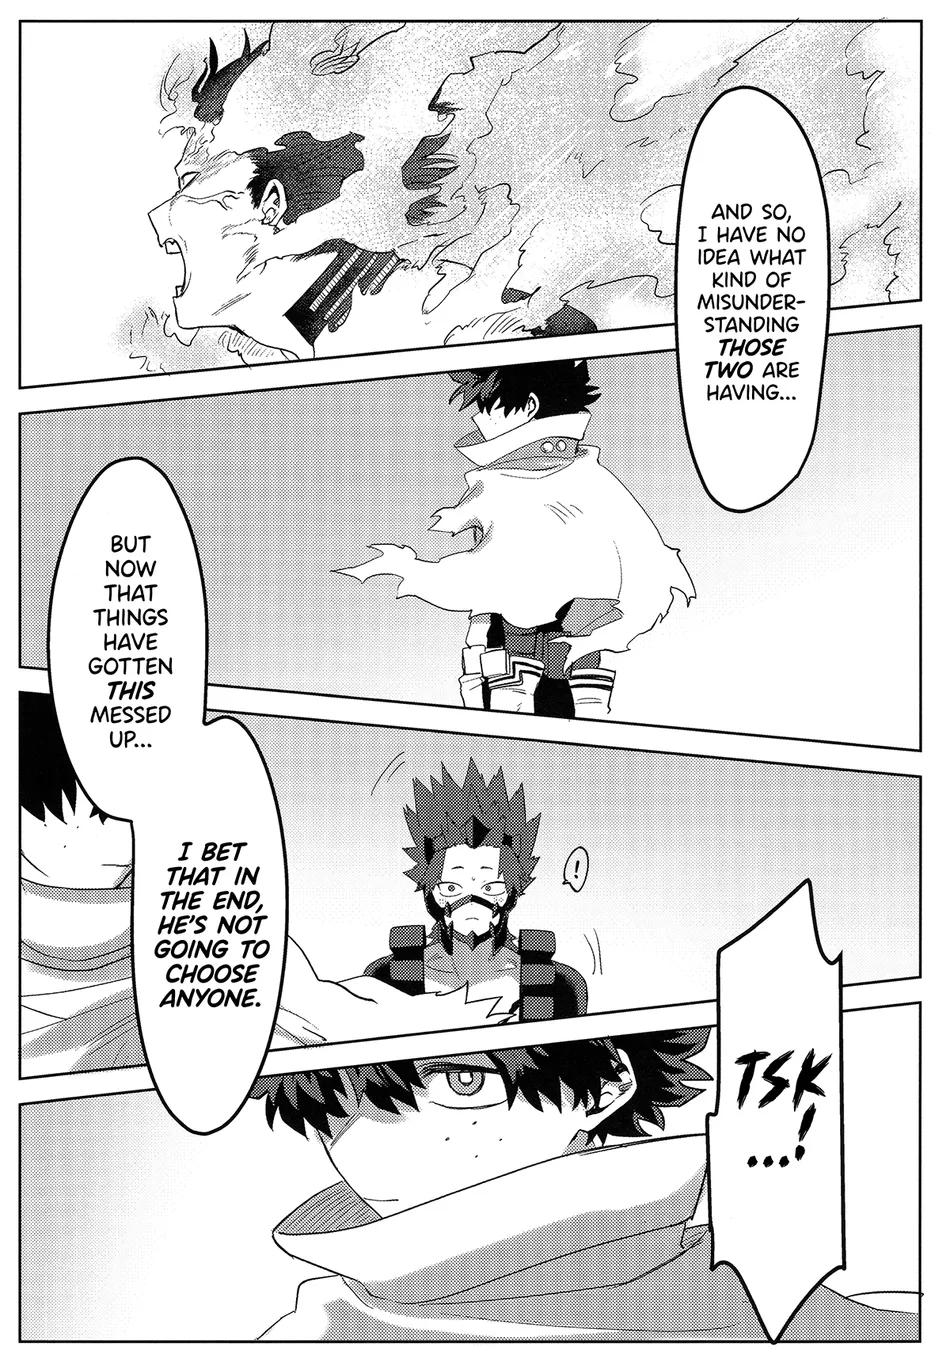 AND SO,
I HAVE NO
IDEA WHAT
KIND OF
MISUNDER-
STANDING
THOSE
TWO ARE
HAVING...
BUT
NOW
THAT
THINGS
HAVE
GOTTEN
THIS
MESSED
UP...
I BET
THAT IN
THE END,
HE'S NOT
GOING TO
CHOOSE
ANYONE.
!
TSK
...!